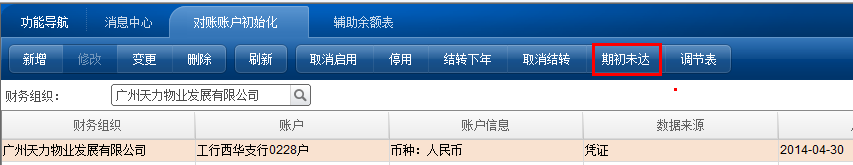 功能导航 消息中心 对账账户初始化 辅助余额表
新增 修改 变更 删除 刷新 取消启用 停用 结转下年 取消结转 期初未达 调节表
财务组织： 广州天力物业发展有限公司
财务组织 账户 账户信息 数据来源
广州天力物业发展有限公司 工行西华支行0228户 币种：人民币 凭证 2014-04-30